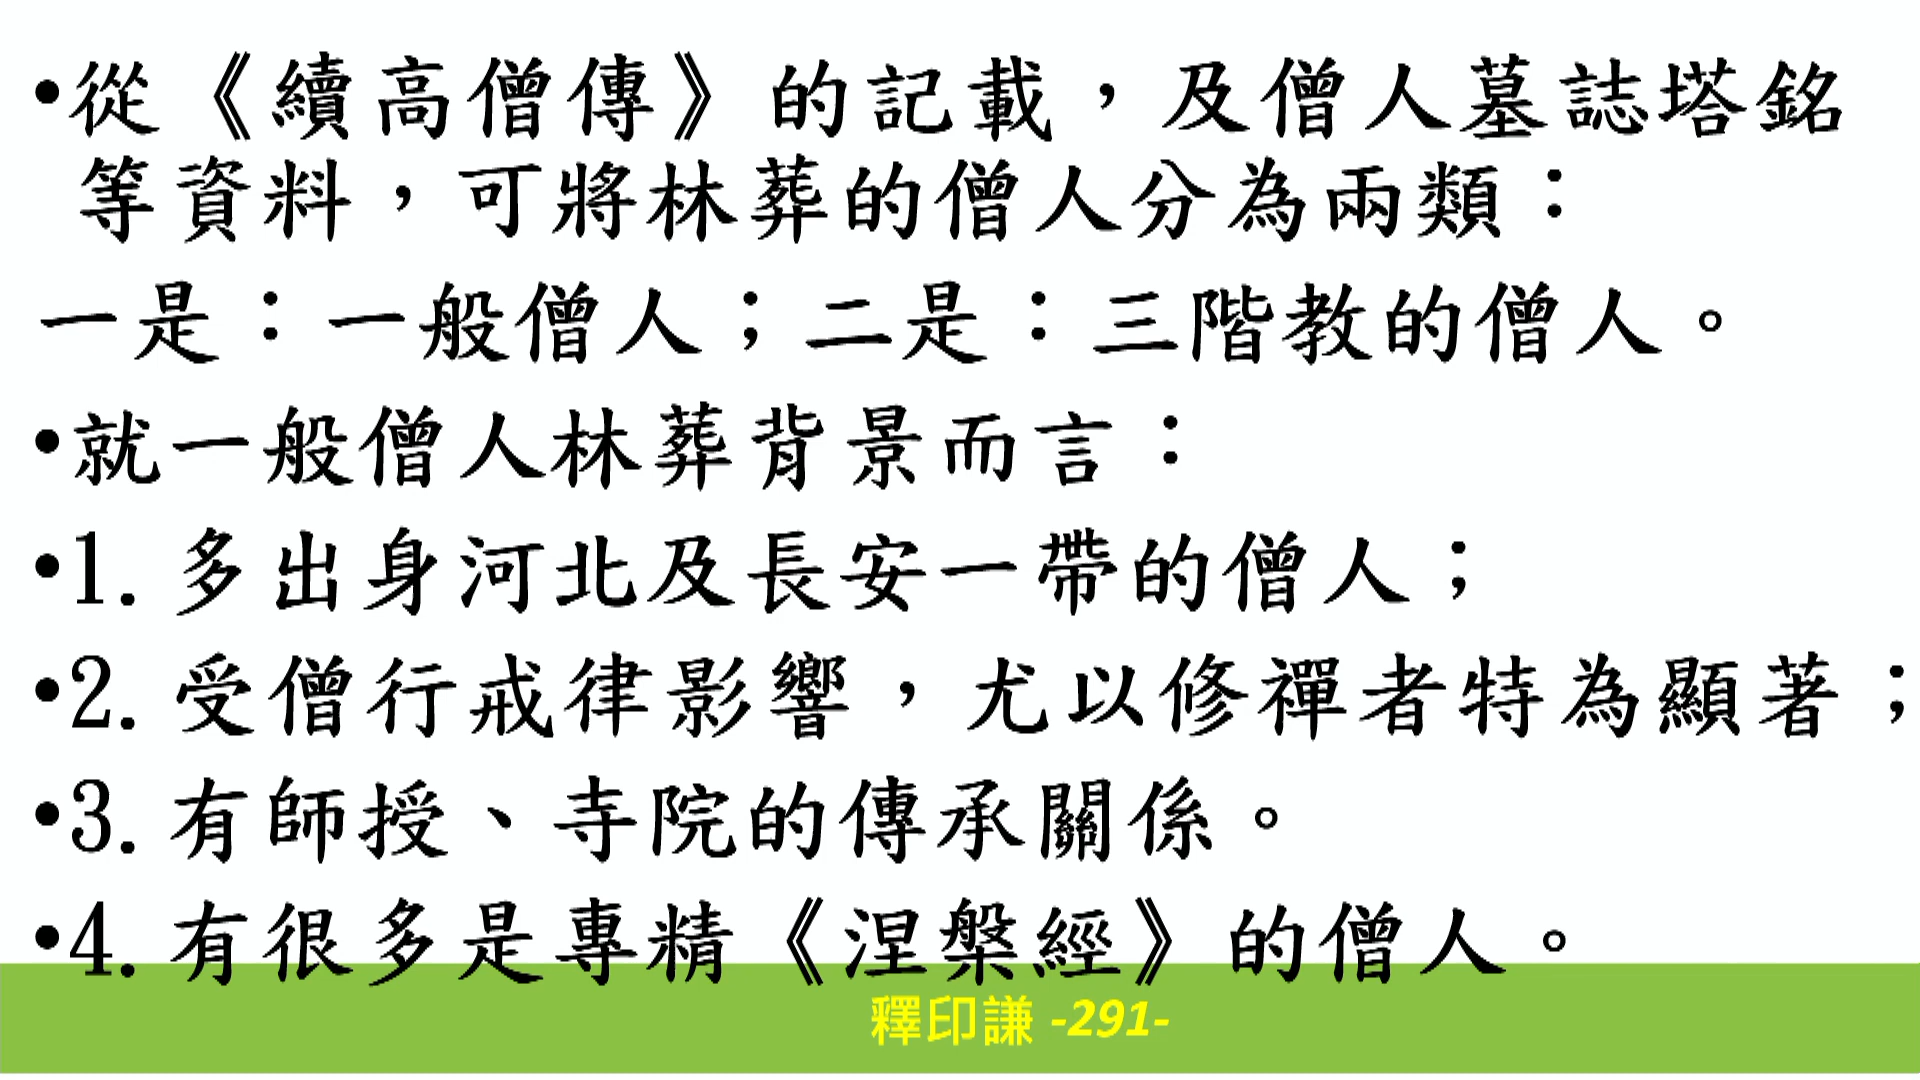 •從《續高僧傳》的記載，及僧人墓誌塔銘
等資料，可將林葬的僧人分為兩類：
一是：一般僧人；二是：三階教的僧人。
•就一般僧人林葬背景而言：
•1.多出身河北及長安一帶的僧人；
•2.受僧行戒律影響，尤以修禪者特為顯著；
•3.有師授、寺院的傳承關係。
•4.有很多是專精《涅槃經》的僧人。
釋印謙 -291-